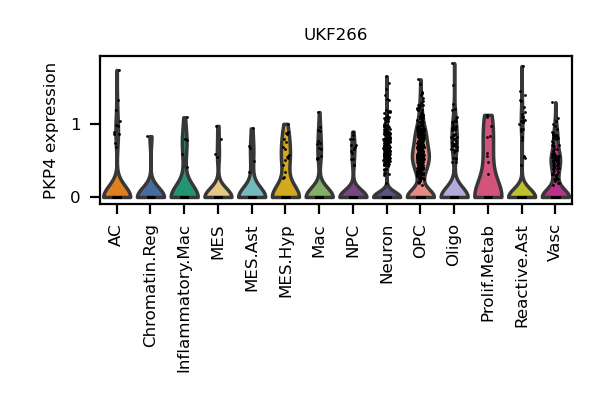 UKF266
PKP4 expression
1
0
AC
Chromatin.Reg
Inflammatory.Mac
MES
MES.Ast
MES.Hyp
Mac
NPC
Neuron
OPC
Oligo
Prolif.Metab
Reactive.Ast
Vasc